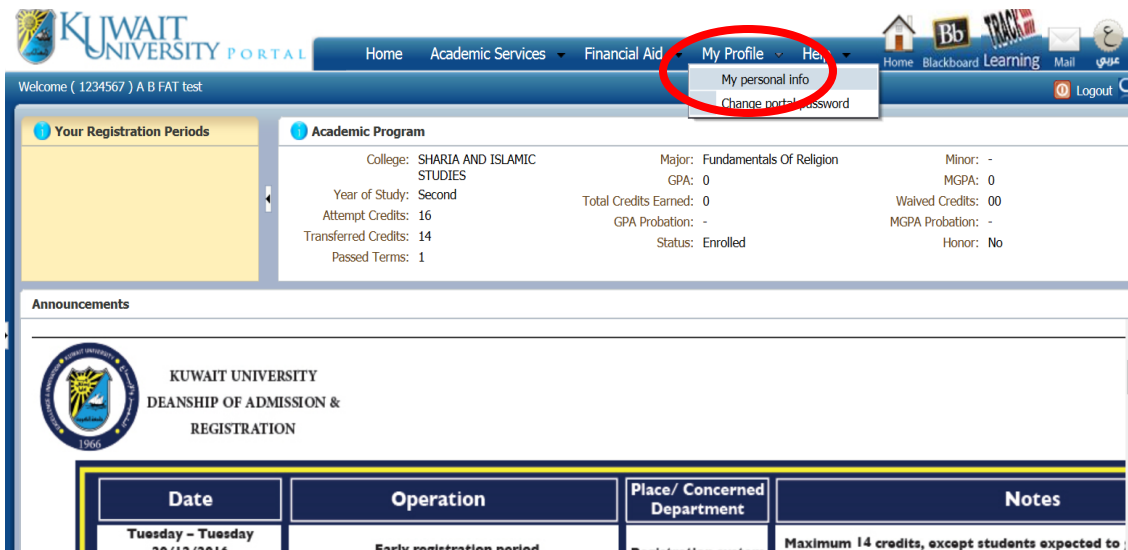 KUWAIT
UNIVERSITY PORTAL
Home Academic Services Financial Aid My Profile Help
Home Blackboard Learning Mail عربي
Bb TRACK
ع
My personal info
Change portal password
Welcome ( 1234567 ) A B FAT test
Logout
Your Registration Periods
Academic Program
College: SHARIA AND ISLAMIC STUDIES
Year of Study: Second
Attempt Credits: 16
Transferred Credits: 14
Passed Terms: 1
Major: Fundamentals Of Religion
GPA: 0
Total Credits Earned: 0
GPA Probation: -
Status: Enrolled
Minor: -
MGPA: 0
Waived Credits: 00
MGPA Probation: -
Honor: No
Announcements
KUWAIT UNIVERSITY
DEANSHIP OF ADMISSION &
REGISTRATION
1966
Date Operation Place/ Concerned Department Notes
Tuesday – Tuesday
Early registration period
Maximum 14 credits, except students expected to